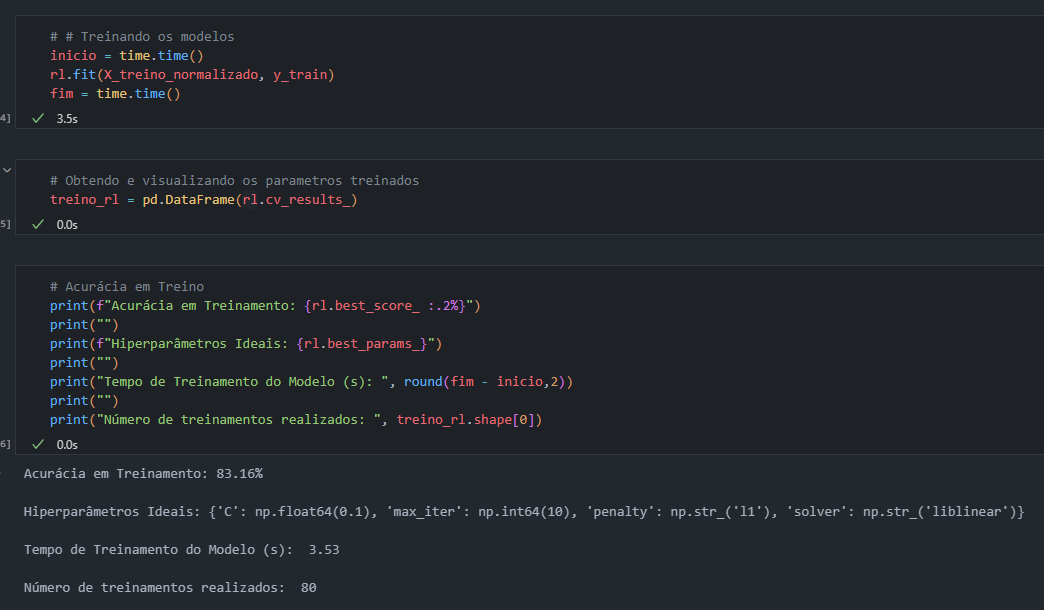 # # Treinando os modelos
inicio = time.time()
rl.fit(X_treino_normalizado, y_train)
fim = time.time()
4]
3.5s
# Obtendo e visualizando os parametros treinados
treino_rl = pd.DataFrame(rl.cv_results_)
5]
0.0s
# Acurácia em Treino
print(f"Acurácia em Treinamento: {rl.best_score_ :.2%}")
print("")
print(f"Hiperparâmetros Ideais: {rl.best_params_}")
print("")
print("Tempo de Treinamento do Modelo (s): ", round(fim - inicio,2))
print("")
print("Número de treinamentos realizados: ", treino_rl.shape[0])
6]
0.0s
Acurácia em Treinamento: 83.16%
Hiperparâmetros Ideais: {'C': np.float64(0.1), 'max_iter': np.int64(10), 'penalty': np.str_('l1'), 'solver': np.str_('liblinear')}
Tempo de Treinamento do Modelo (s):  3.53
Número de treinamentos realizados:  80